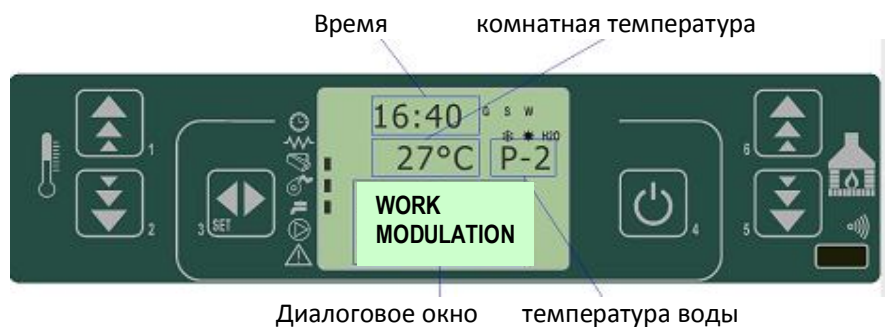 Время комнатная температура
16:40 G S W
H2O
27°C P-2
WORK
MODULATION
1
2
3 SET
4
5
6
Диалоговое окно температура воды